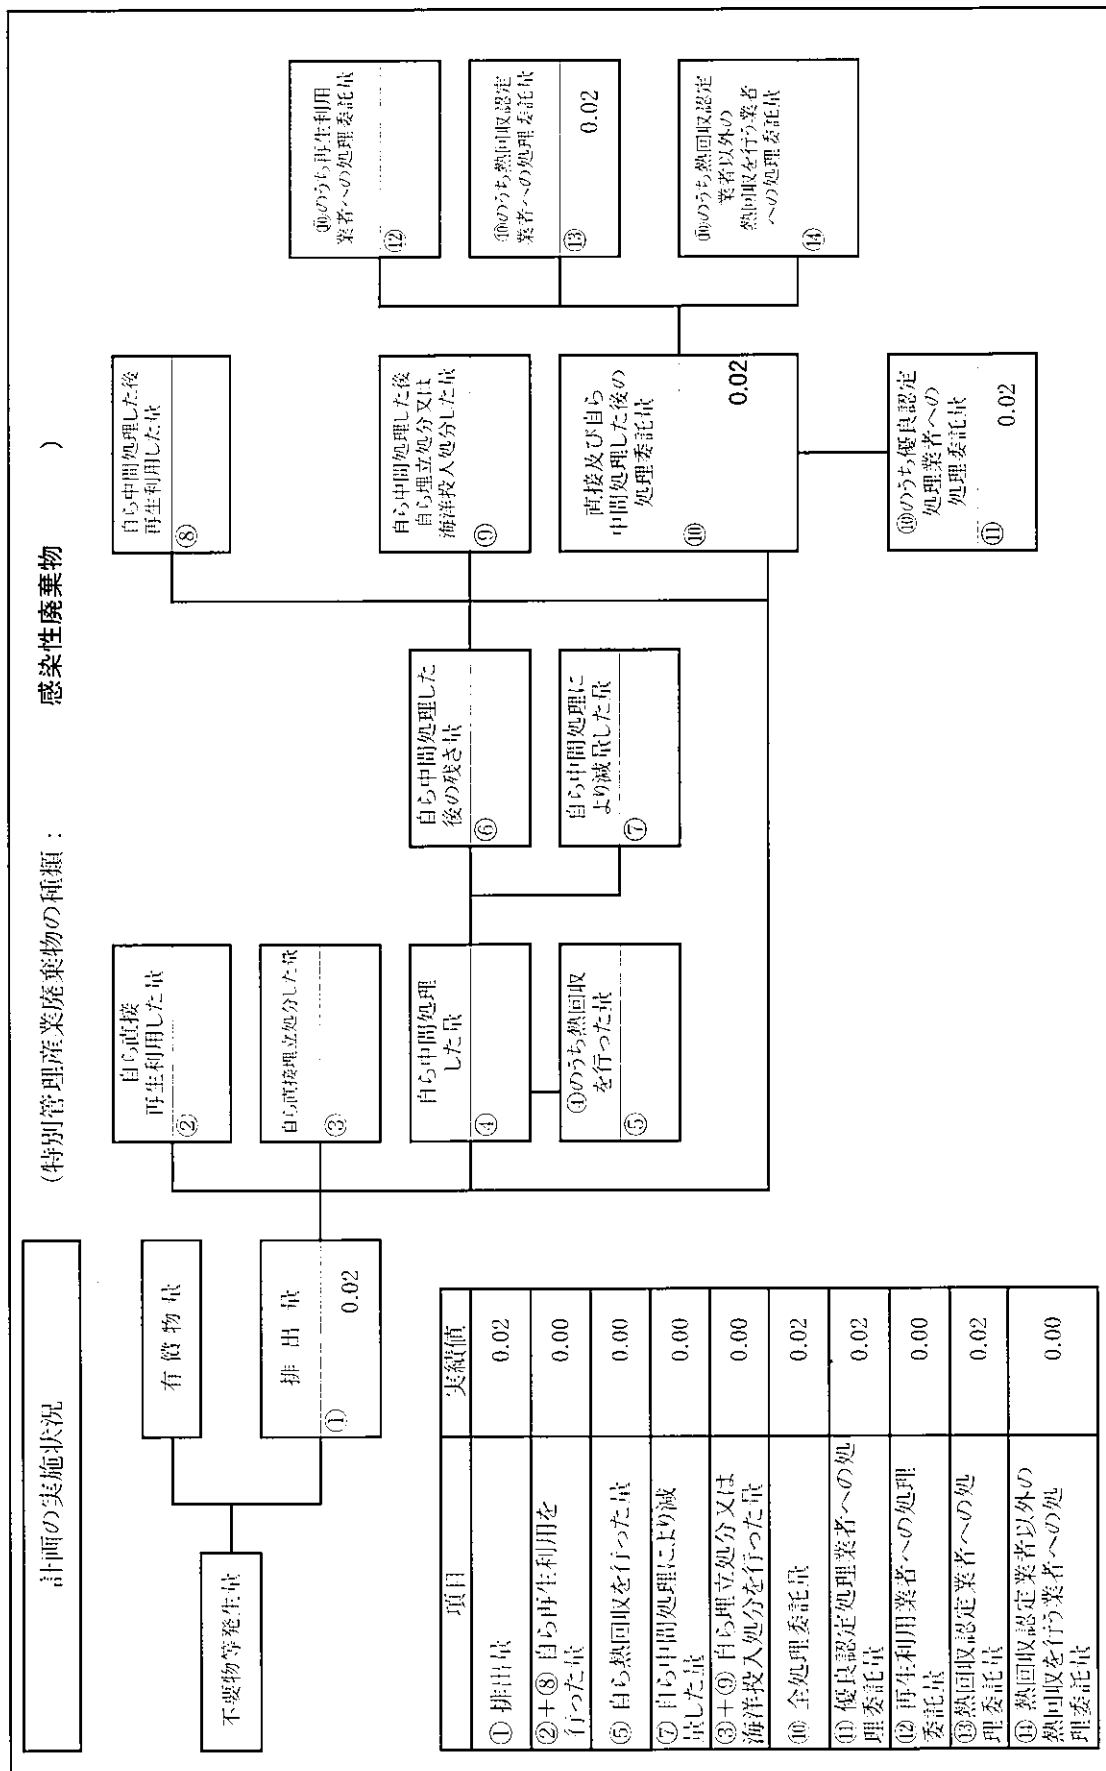 計画の実施状況
(特別管理産業廃棄物の種類：
感染性廃棄物
)
不要物等発生量
有償物量
排出量
①
0.02
自ら直接
再生利用した量
②
自ら直接埋立処分した量
③
自ら中間処理
した量
④
④のうち熱回収
を行った量
⑤
自ら中間処理した
後の残さ量
⑥
自ら中間処理に
より減量した量
⑦
自ら中間処理した後
再生利用した量
⑧
自ら中間処理した後
自ら埋立処分又は
海洋投入処分した量
⑨
直接及び自ら
中間処理した後の
処理委託量
⑩
0.02
⑩のうち優良認定
処理業者への
処理委託量
⑪
0.02
⑩のうち再生利用
業者への処理委託量
⑫
⑩のうち熱回収認定
業者への処理委託量
⑬
0.02
⑩のうち熱回収認定
業者以外の
熱回収を行う業者
への処理委託量
⑭
項目
実績値
①排出量
0.02
②+⑧自ら再生利用を
行った量
0.00
⑤自ら熱回収を行った量
0.00
⑦自ら中間処理により減
量した量
0.00
③+⑨自ら埋立処分又は
海洋投入処分を行った量
0.00
⑩全処理委託量
0.02
⑪優良認定処理業者への処
理委託量
0.02
⑫再生利用業者への処理
委託量
0.00
⑬熱回収認定業者への処
理委託量
0.02
⑭熱回収認定業者以外の
熱回収を行う業者への処
理委託量
0.00